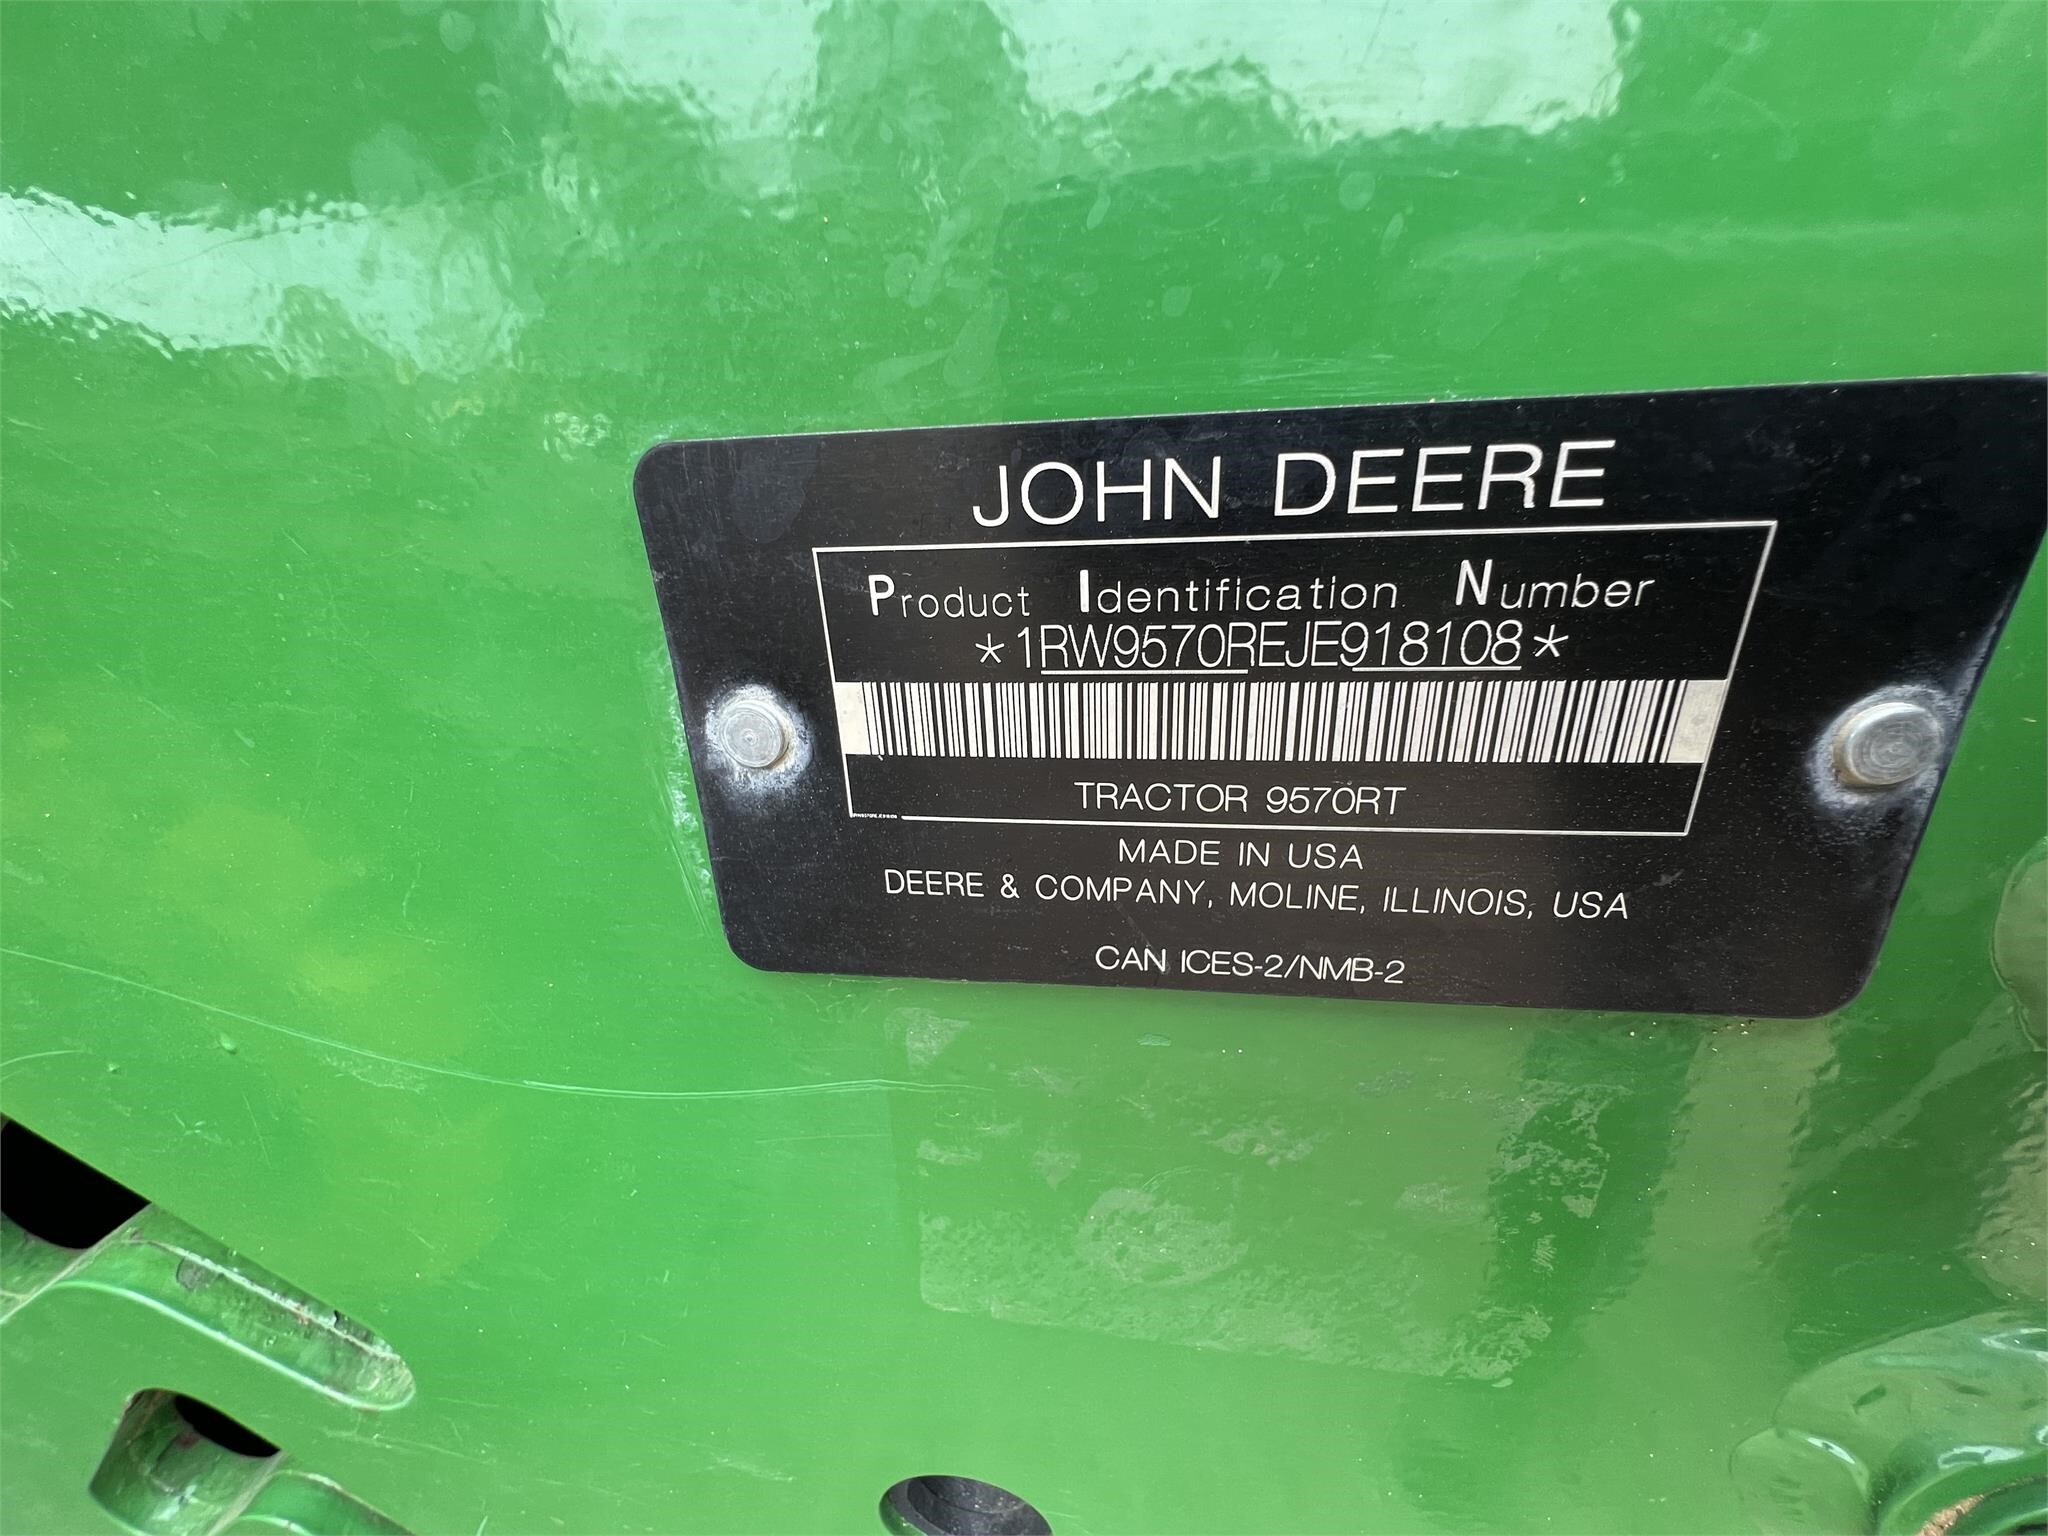 JOHN DEERE
Product Identification Number
*1RW9570REJE918108*
TRACTOR 9570RT
MADE IN USA
DEERE & COMPANY, MOLINE, ILLINOIS, USA
CAN ICES-2/NMB-2